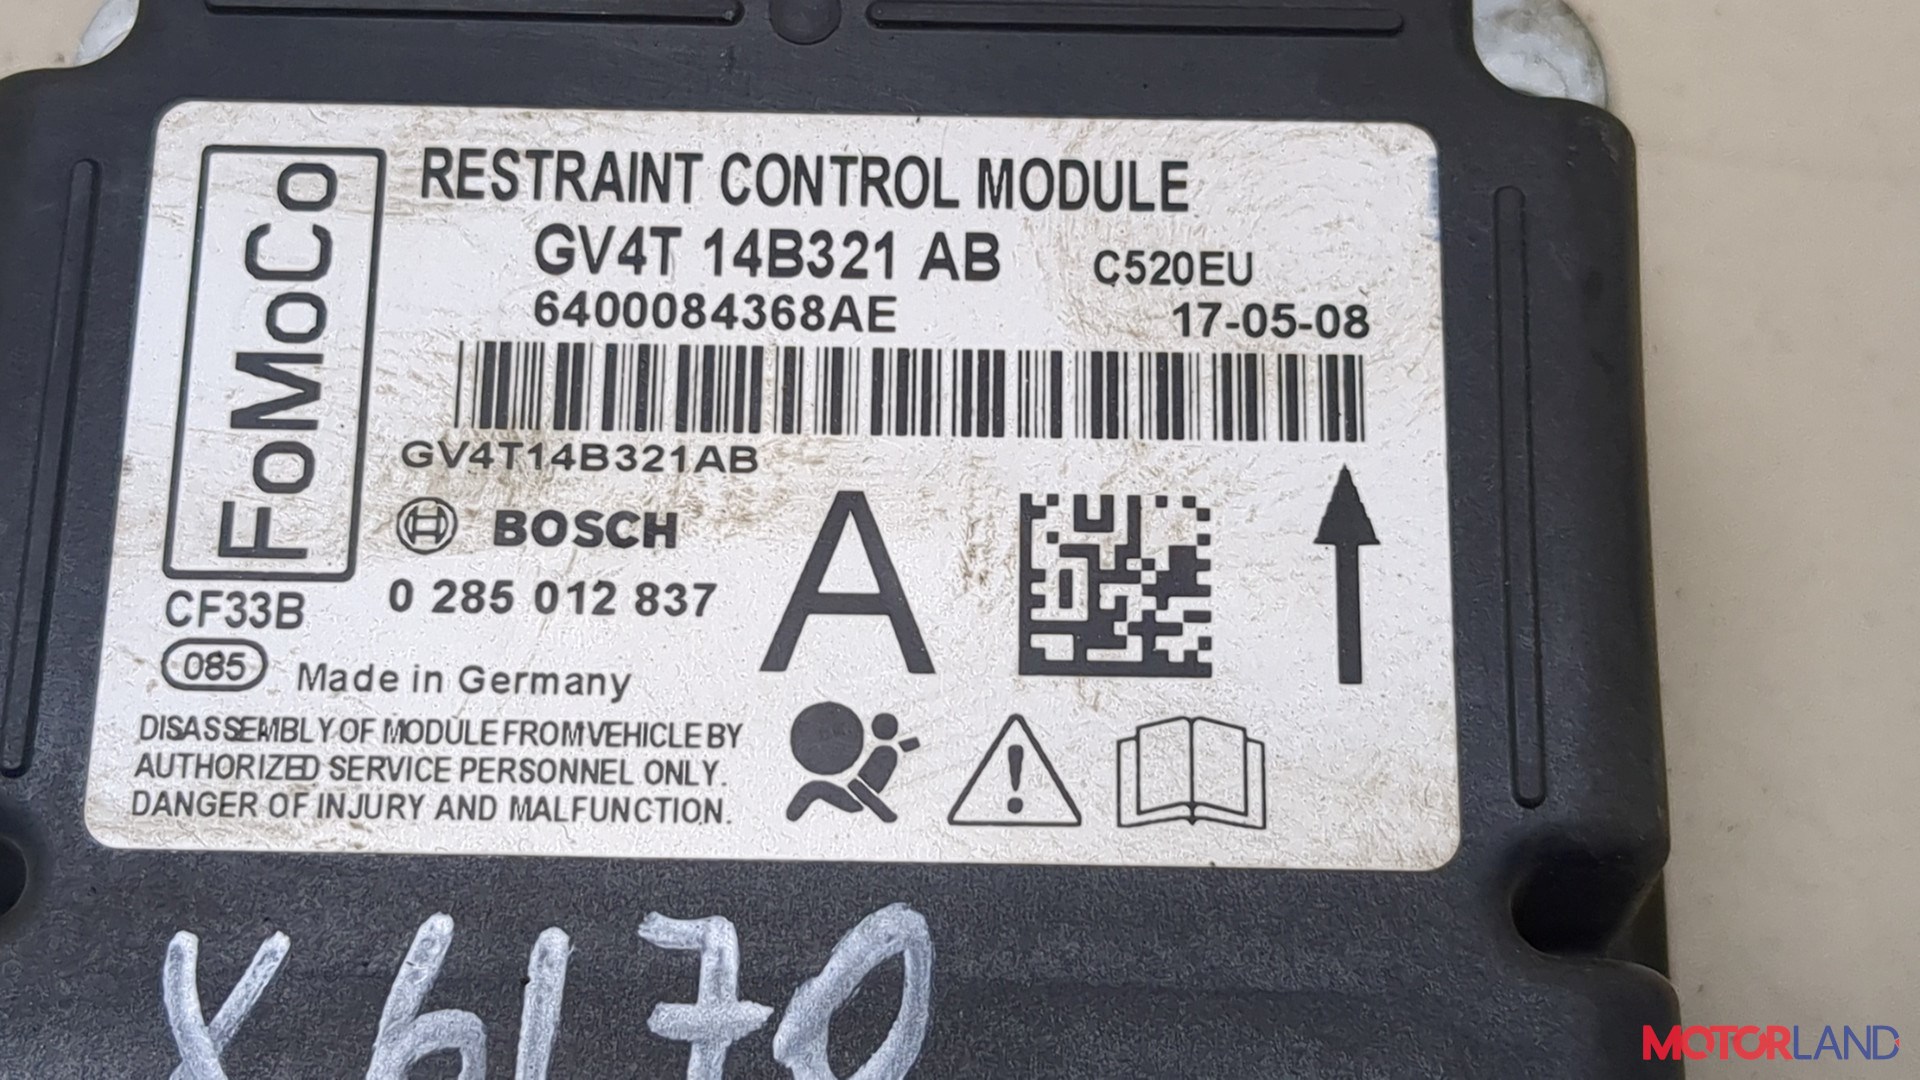 FoMoCo
RESTRAINT CONTROL MODULE
GV4T 14B321 AB C520EU
6400084368AE 17-05-08
GV4T14B321AB
BOSCH
A
0 285 012 837
CF33B
085 Made in Germany
DISASSEMBLY OF MODULE FROM VEHICLE BY
AUTHORIZED SERVICE PERSONNEL ONLY.
DANGER OF INJURY AND MALFUNCTION.
MOTORLAND